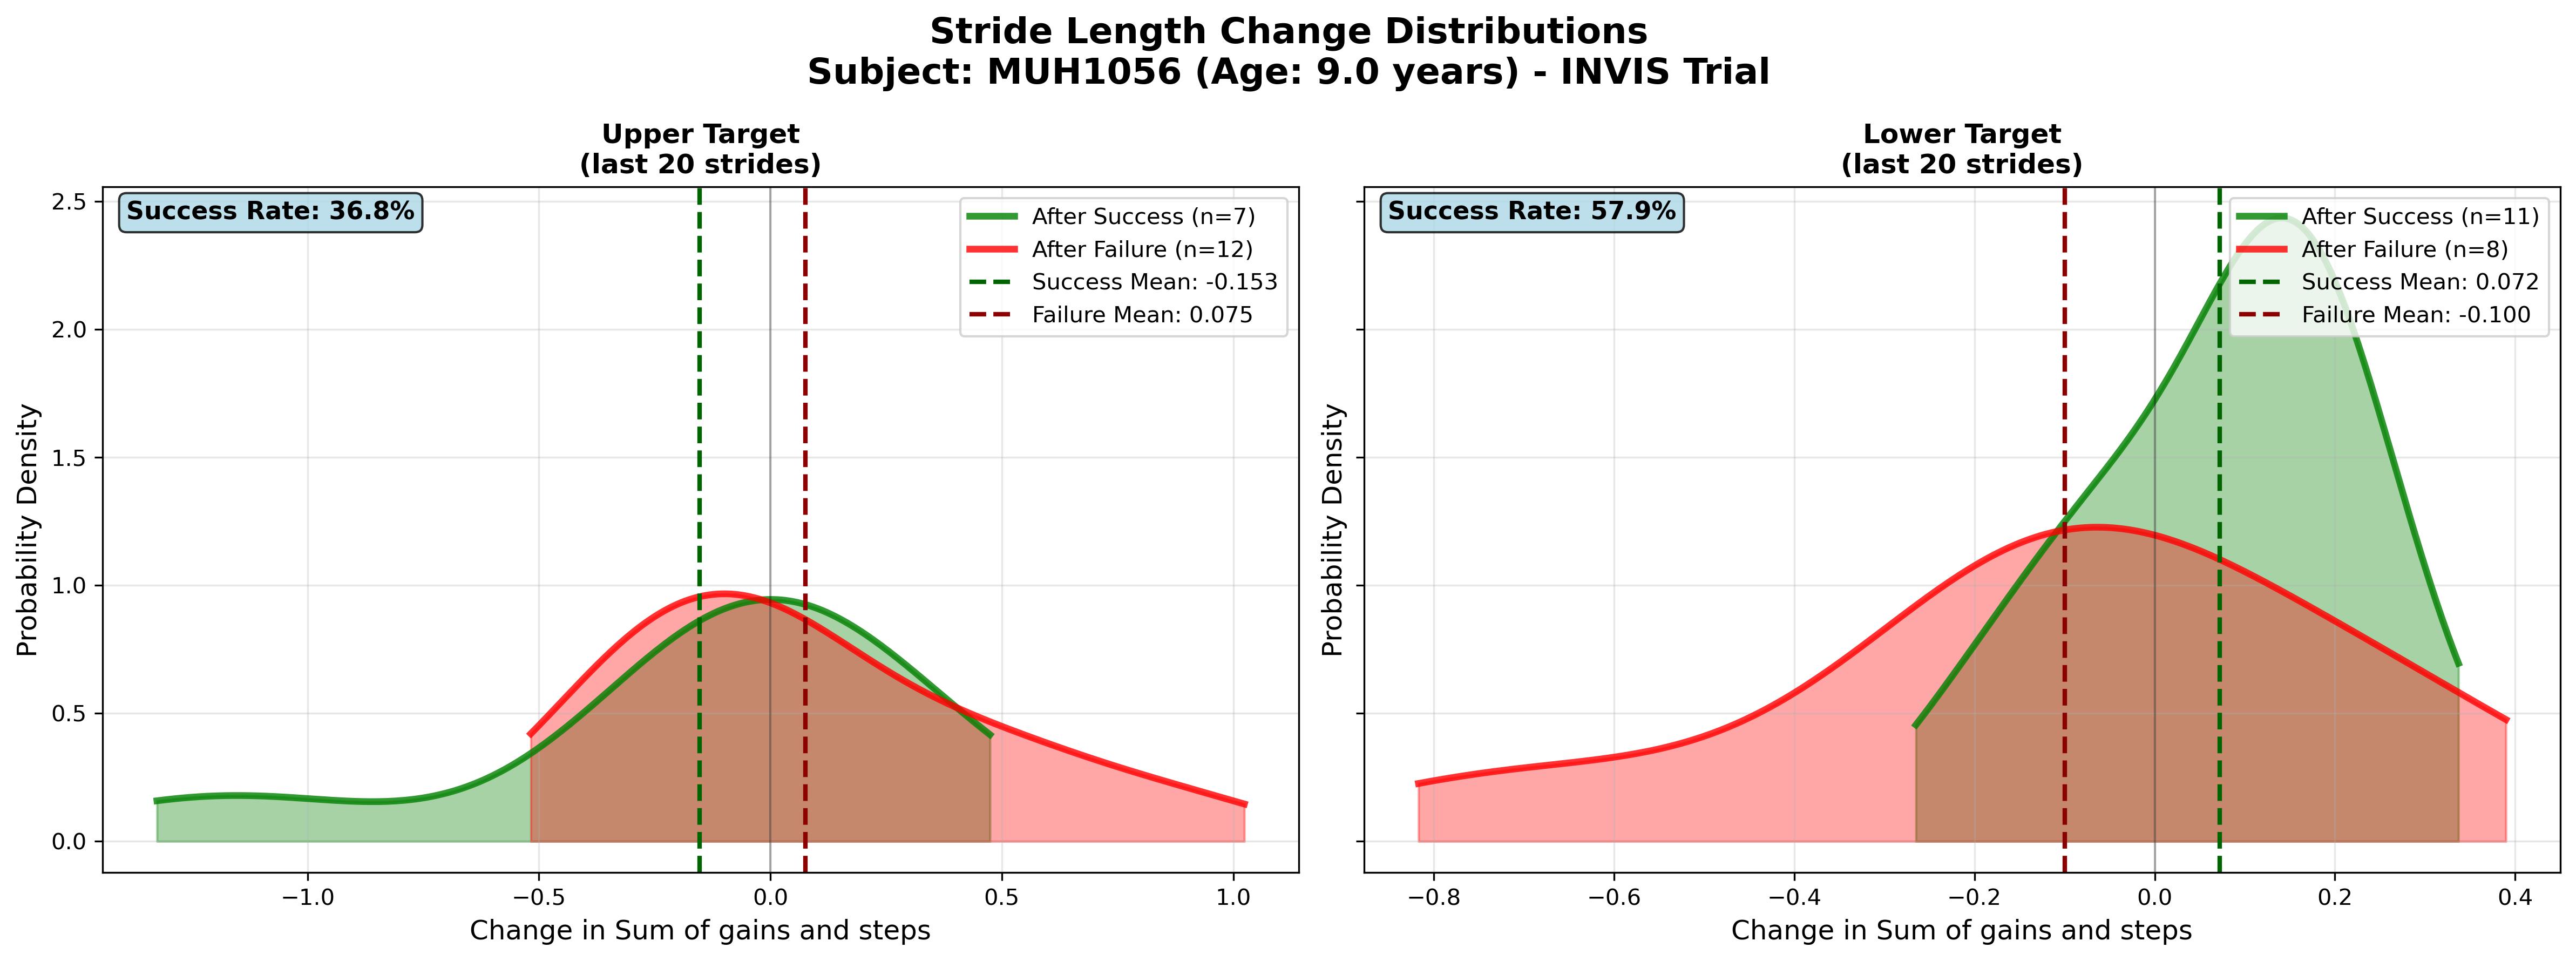 Stride Length Change Distributions
Subject: MUH1056 (Age: 9.0 years) - INVIS Trial
Upper Target
(last 20 strides)
Success Rate: 36.8%
After Success (n=7)
After Failure (n=12)
Success Mean: -0.153
Failure Mean: 0.075
Probability Density
2.5
2.0
1.5
1.0
0.5
0.0
−1.0
−0.5
0.0
0.5
1.0
Change in Sum of gains and steps
Lower Target
(last 20 strides)
Success Rate: 57.9%
After Success (n=11)
After Failure (n=8)
Success Mean: 0.072
Failure Mean: -0.100
Probability Density
−0.8
−0.6
−0.4
−0.2
0.0
0.2
0.4
Change in Sum of gains and steps